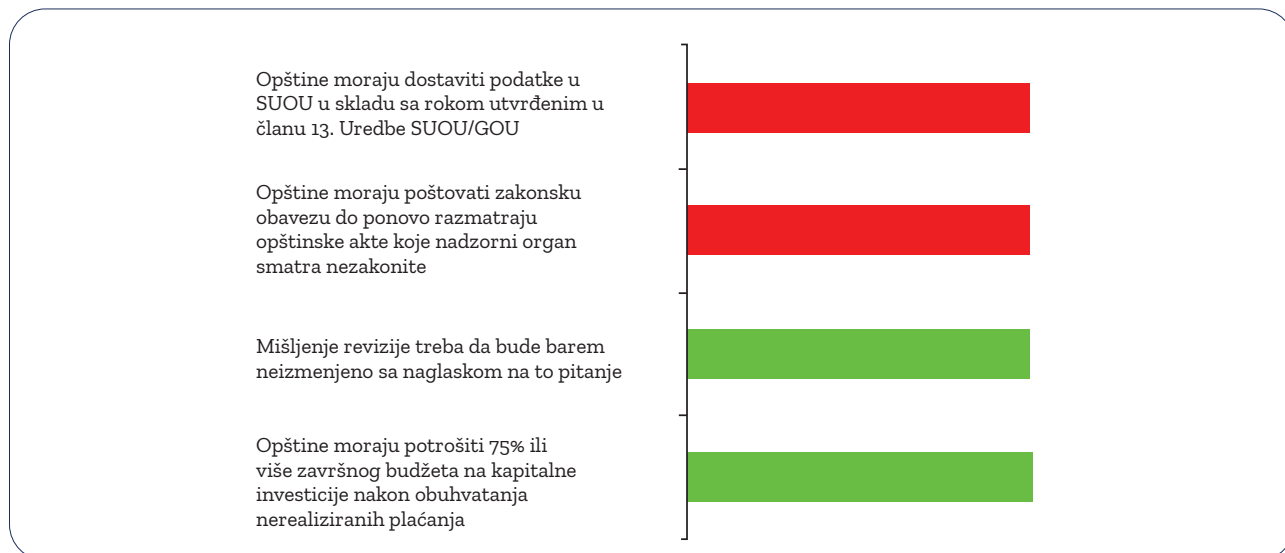 Opštine moraju dostaviti podatke u
SUOU u skladu sa rokom utvrđenim u
članu 13. Uredbe SUOU/GOU
Opštine moraju poštovati zakonsku
obavezu do ponovo razmatraju
opštinske akte koje nadzorni organ
smatra nezakonite
Mišljenje revizije treba da bude barem
neizmenjeno sa naglaskom na to pitanje
Opštine moraju potrošiti 75% ili
više završnog budžeta na kapitalne
investicije nakon obuhvatanja
nerealiziranih plaćanja